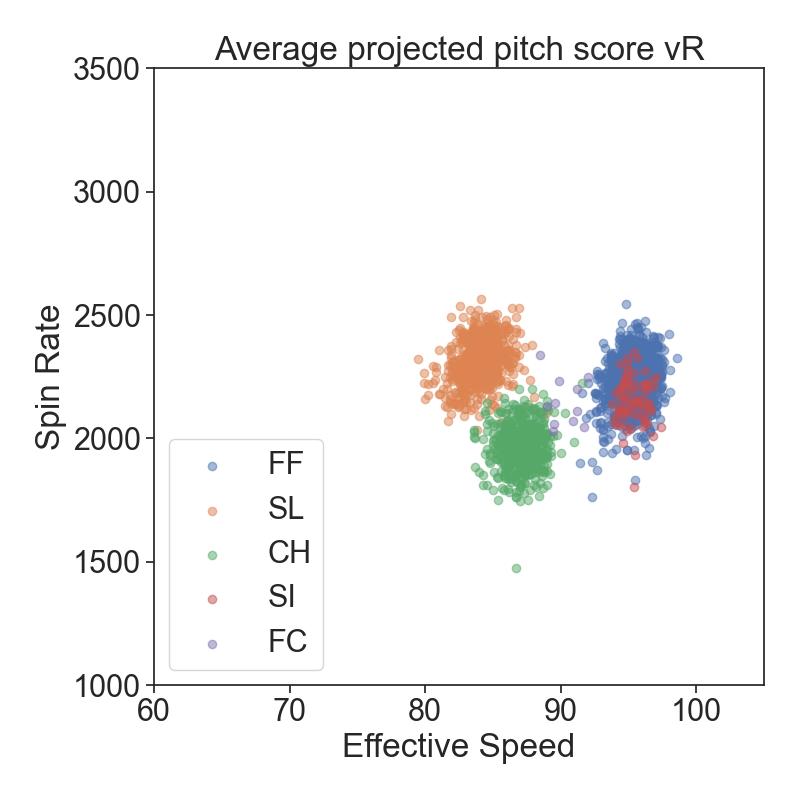 Average projected pitch score vR
3500
3000
2500
2000
1500
1000
Spin Rate
FF
SL
CH
SI
FC
60 70 80 90 100
Effective Speed